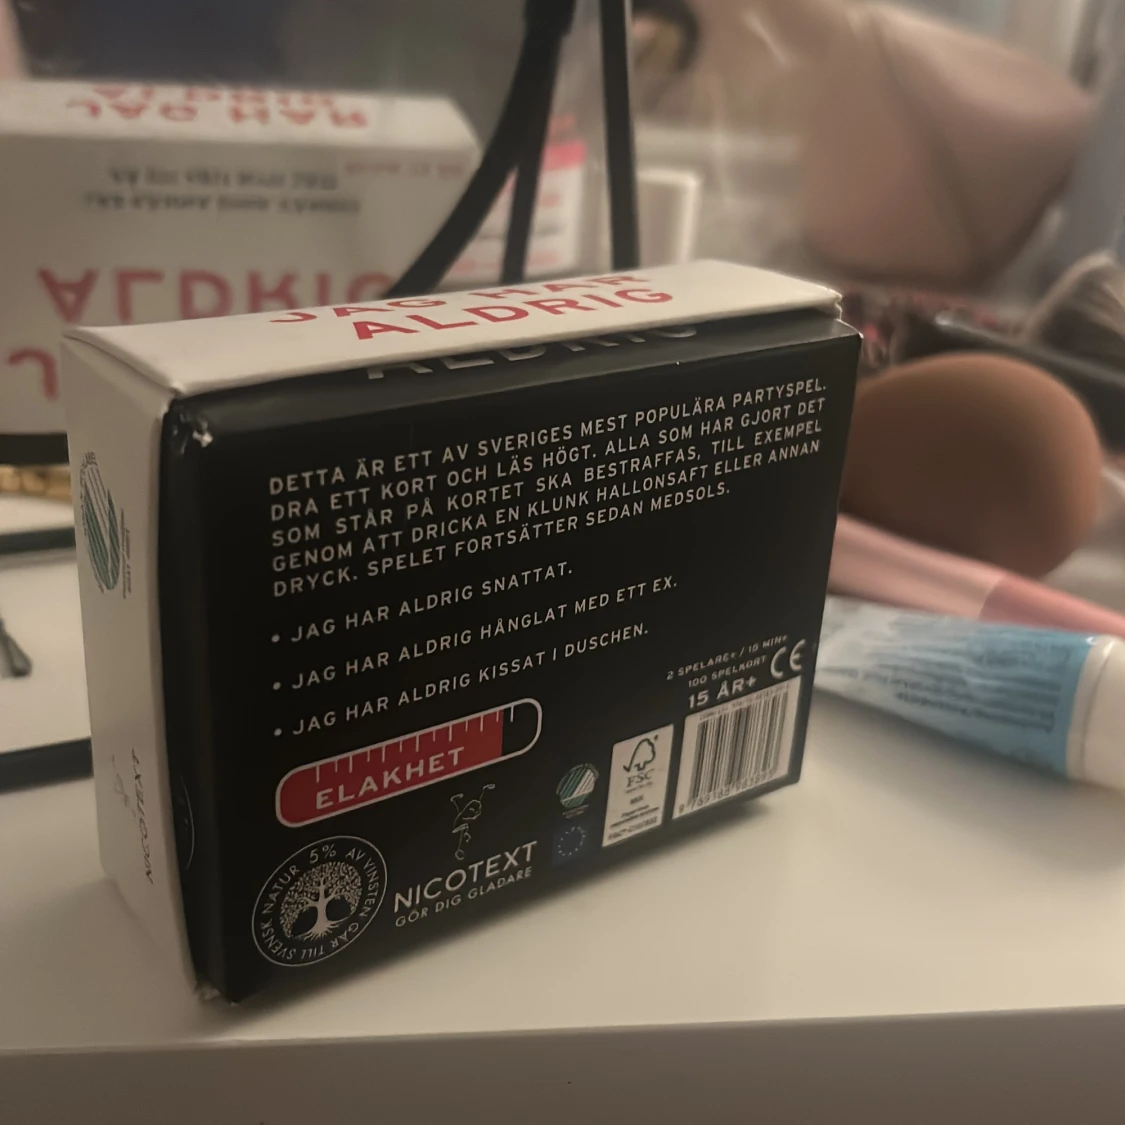 JAG HAR
ALDRIG
ALDRIG
DETTA ÄR ETT AV SVERIGES MEST POPULÄRA PARTYSPEL.
DRA ETT KORT OCH LÄS HÖGT. ALLA SOM HAR GJORT DET
SOM STÅR PÅ KORTET SKA BESTRAFFAS, TILL EXEMPEL
GENOM ATT DRICKA EN KLUNK HALLONSAFT ELLER ANNAN
DRYCK. SPELET FORTSÄTTER SEDAN MEDSOLS.
• JAG HAR ALDRIG SNATTAT.
• JAG HAR ALDRIG HÅNGLAT MED ETT EX.
• JAG HAR ALDRIG KISSAT I DUSCHEN.
2 SPELARE+ / 15 MIN+
100 SPELKORT
15 ÅR+
CE
ELAKHET
5% AV VINSTEN GÅR TILL SVENSK NATUR
NICOTEXT
GÖR DIG GLADARE
FSC
MIX
NICOTEXT